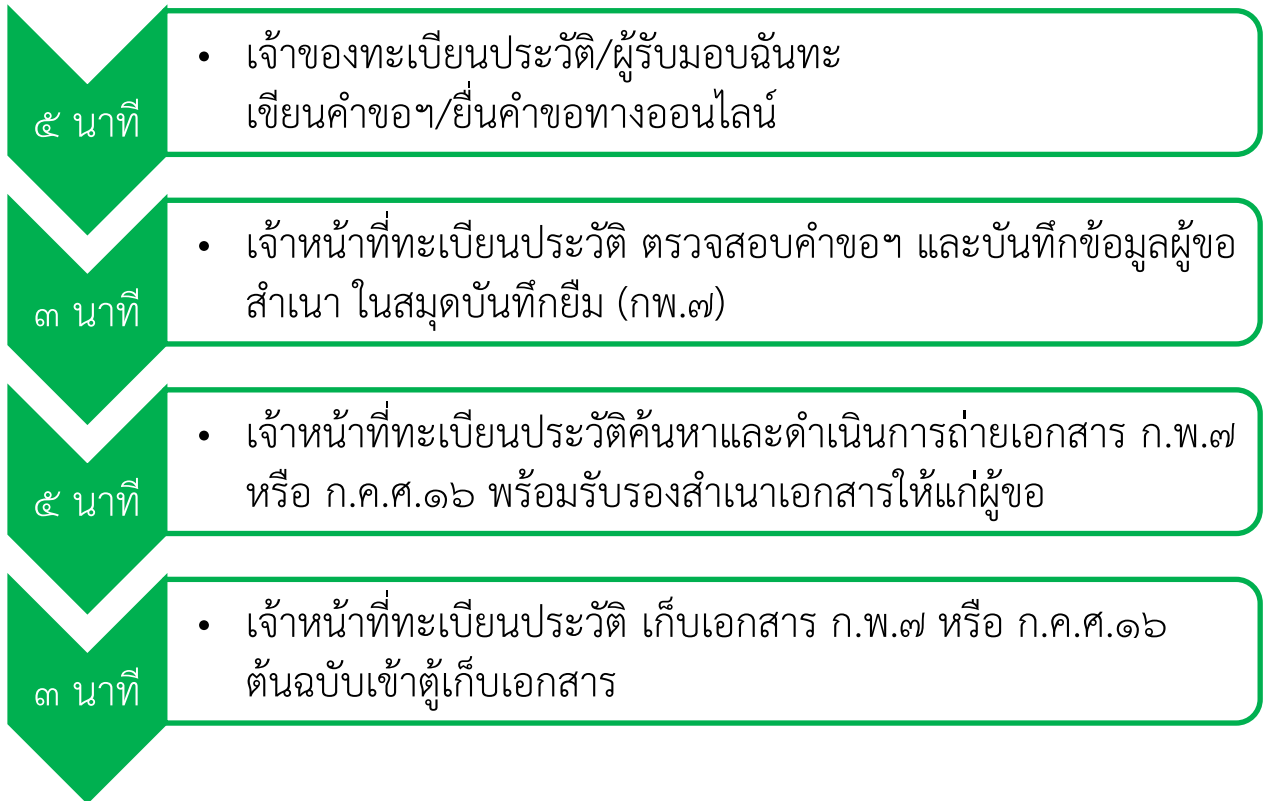 ๕ นาที
• เจ้าของทะเบียนประวัติ/ผู้รับมอบฉันทะ
เขียนคำขอฯ/ยื่นคำขอทางออนไลน์
๓ นาที
• เจ้าหน้าที่ทะเบียนประวัติ ตรวจสอบคำขอฯ และบันทึกข้อมูลผู้ขอ
สำเนา ในสมุดบันทึกยืม (กพ.๗)
๕ นาที
• เจ้าหน้าที่ทะเบียนประวัติค้นหาและดำเนินการถ่ายเอกสาร ก.พ.๗
หรือ ก.ค.ศ.๑๖ พร้อมรับรองสำเนาเอกสารให้แก่ผู้ขอ
๓ นาที
• เจ้าหน้าที่ทะเบียนประวัติ เก็บเอกสาร ก.พ.๗ หรือ ก.ค.ศ.๑๖
ต้นฉบับเข้าตู้เก็บเอกสาร